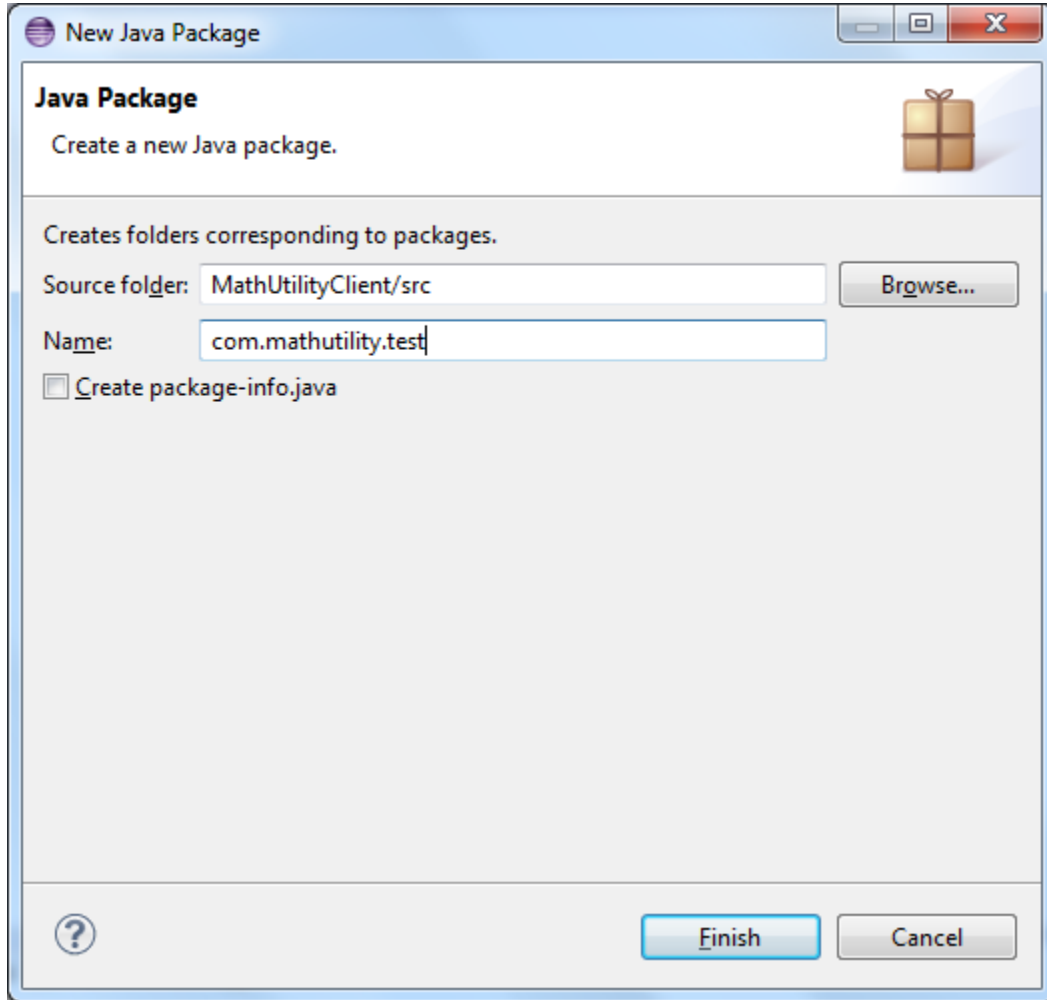 New Java Package
Java Package
Create a new Java package.
Creates folders corresponding to packages.
Source folder: MathUtilityClient/src Browse...
Name: com.mathutility.test
Create package-info.java
? Finish Cancel